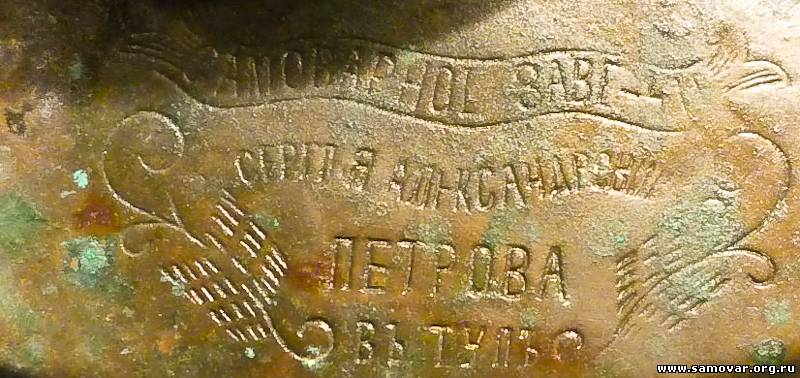 САМОВАРНОЕ ЗАВЕ-Е
СЕРГѢЯ АЛЕКСАНДРОВИЧ
ПЕТРОВА
ВЪ ТУЛѢ
www.samovar.org.ru